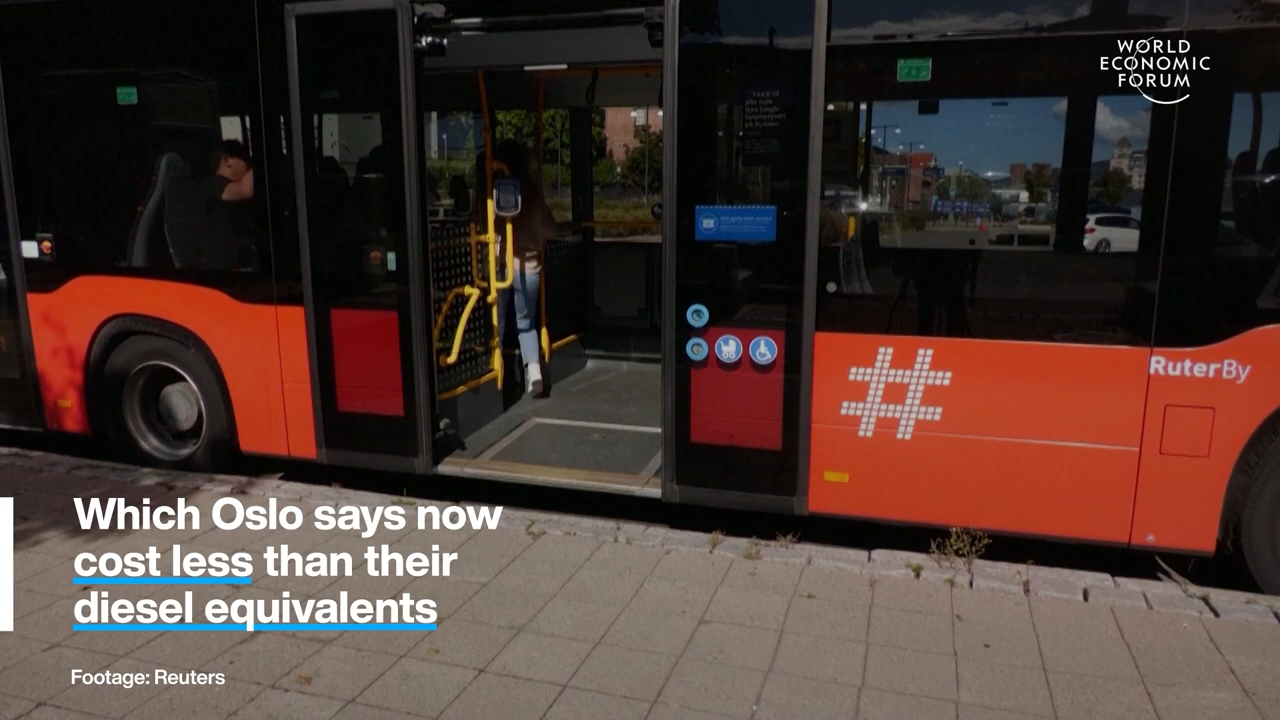 WORLD
ECONOMIC
FORUM
#
RuterBy
Which Oslo says now
cost less than their
diesel equivalents
Footage: Reuters